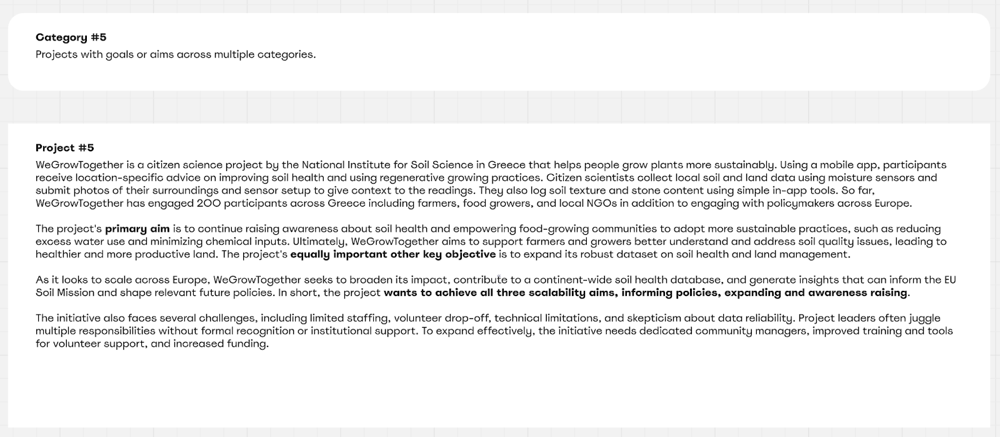 Category #5
Projects with goals or aims across multiple categories.
Project #5
WeGrowTogether is a citizen science project by the National Institute for Soil Science in Greece that helps people grow plants more sustainably. Using a mobile app, participants
receive location-specific advice on improving soil health and using regenerative growing practices. Citizen scientists collect local soil and land data using moisture sensors and
submit photos of their surroundings and sensor setup to give context to the readings. They also log soil texture and stone content using simple in-app tools. So far,
WeGrowTogether has engaged 200 participants across Greece including farmers, food growers, and local NGOs in addition to engaging with policymakers across Europe.
The project's primary aim is to continue raising awareness about soil health and empowering food-growing communities to adopt more sustainable practices, such as reducing
excess water use and minimizing chemical inputs. Ultimately, WeGrowTogether aims to support farmers and growers better understand and address soil quality issues, leading to
healthier and more productive land. The project's equally important other key objective is to expand its robust dataset on soil health and land management.
As it looks to scale across Europe, WeGrowTogether seeks to broaden its impact, contribute to a continent-wide soil health database, and generate insights that can inform the EU
Soil Mission and shape relevant future policies. In short, the project wants to achieve all three scalability aims, informing policies, expanding and awareness raising.
The initiative also faces several challenges, including limited staffing, volunteer drop-off, technical limitations, and skepticism about data reliability. Project leaders often juggle
multiple responsibilities without formal recognition or institutional support. To expand effectively, the initiative needs dedicated community managers, improved training and tools
for volunteer support, and increased funding.